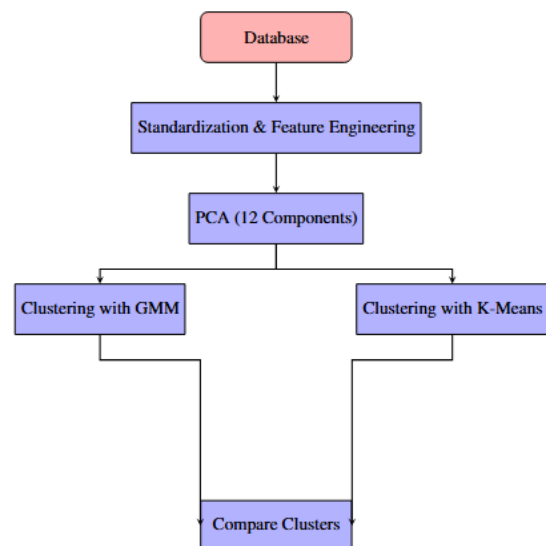 Database
Standardization & Feature Engineering
PCA (12 Components)
Clustering with GMM
Clustering with K-Means
Compare Clusters